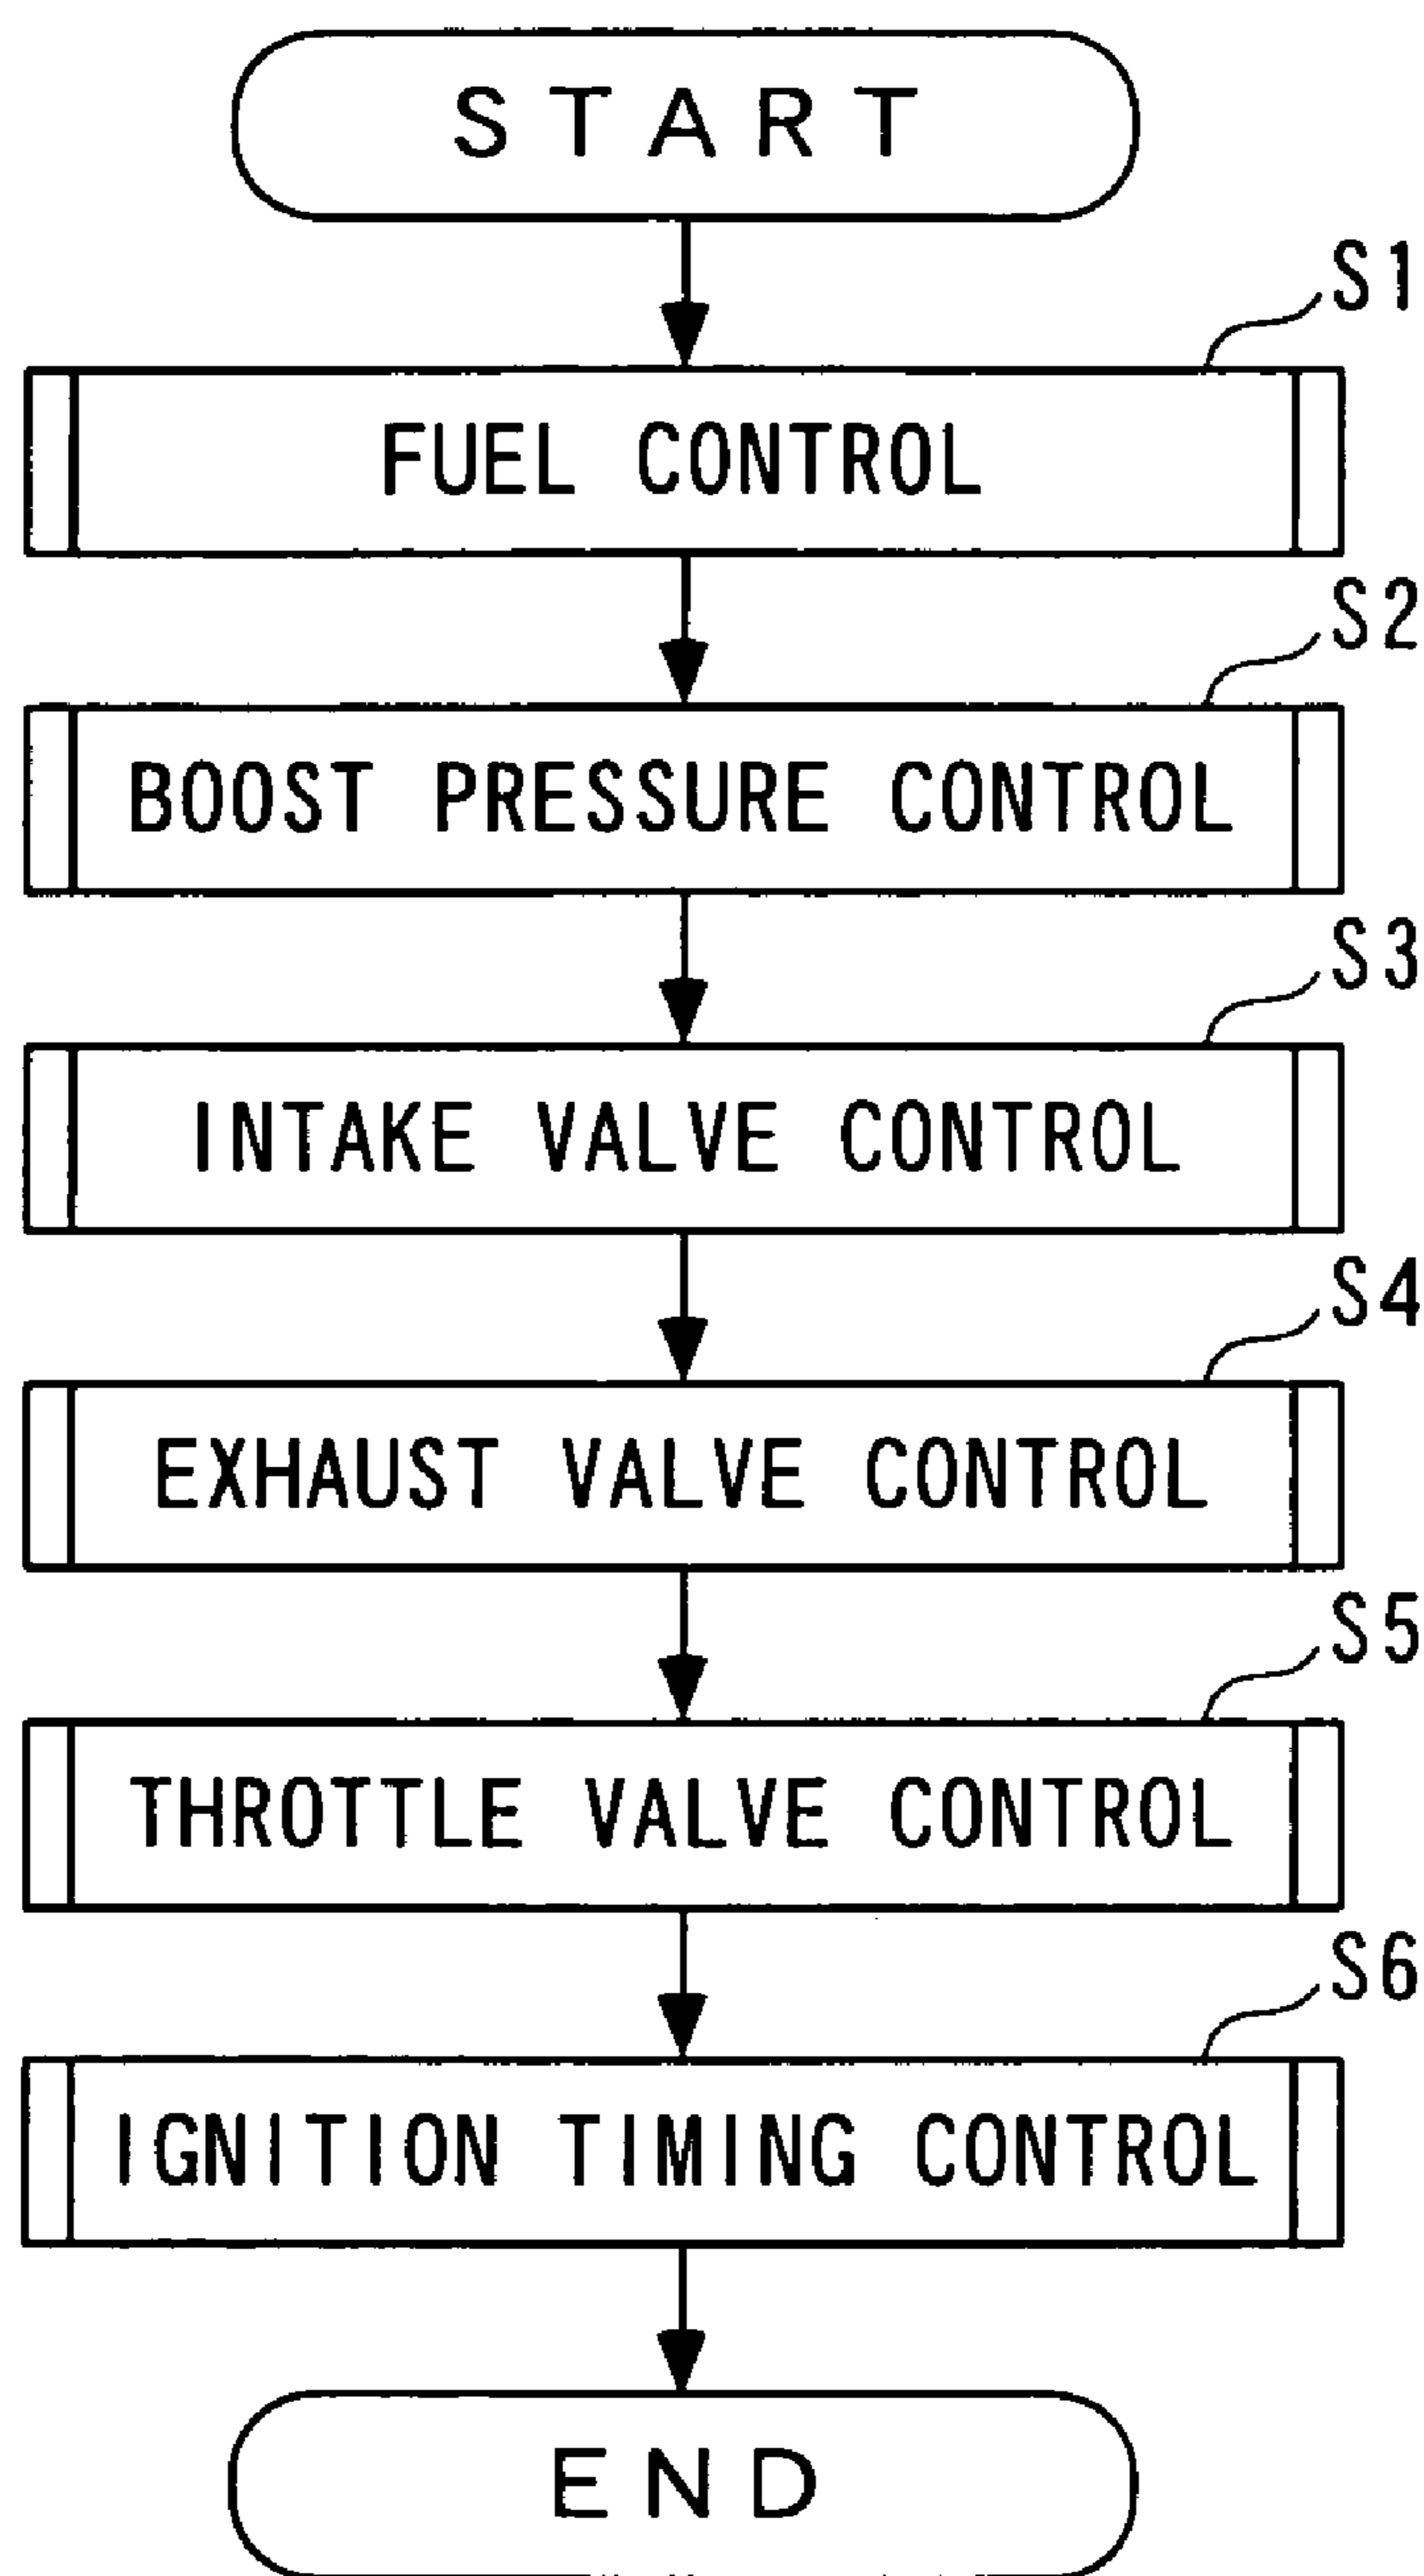 START
S1
FUEL CONTROL
S2
BOOST PRESSURE CONTROL
S3
INTAKE VALVE CONTROL
S4
EXHAUST VALVE CONTROL
S5
THROTTLE VALVE CONTROL
S6
IGNITION TIMING CONTROL
END